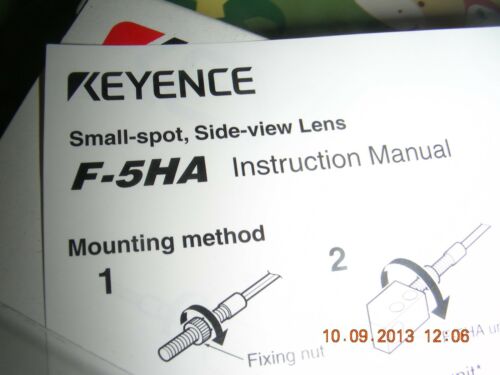 KEYENCE
Small-spot, Side-view Lens
F-5HA Instruction Manual
Mounting method
1
2
Fixing nut
10.09.2013 12:06